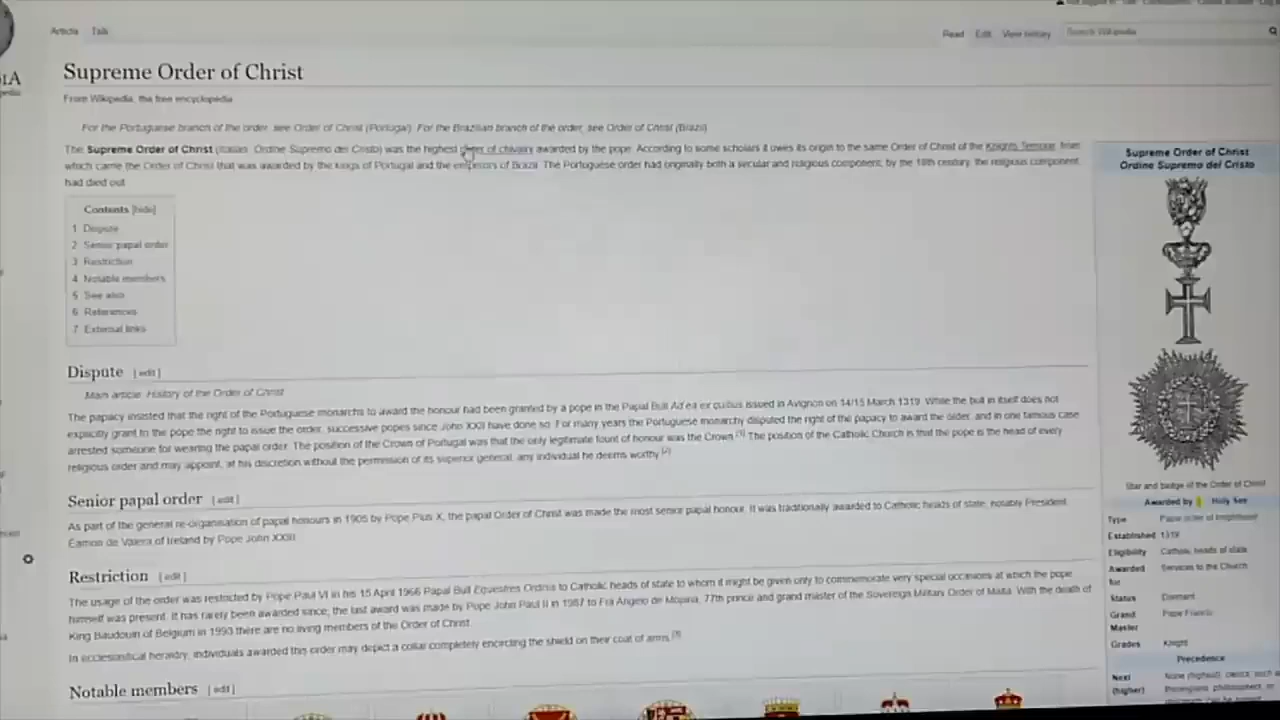 Article Talk
Read Edit View history Search Wikipedia
Supreme Order of Christ
From Wikipedia, the free encyclopedia
For the Portuguese branch of the order, see Order of Christ (Portugal). For the Brazilian branch of the order, see Order of Christ (Brazil).
The Supreme Order of Christ (Italian: Ordine Supremo del Cristo) was the highest order of chivalry awarded by the pope. According to some scholars it owes its origin to the same Order of Christ of the Knights Templar, from
which came the Order of Christ that was awarded by the kings of Portugal and the emperors of Brazil. The Portuguese order had originally both a secular and religious component; by the 18th century, the religious component
had died out.
Contents [hide]
1 Dispute
2 Senior papal order
3 Restriction
4 Notable members
5 See also
6 References
7 External links
Dispute [edit]
Main article: History of the Order of Christ
The papacy insisted that the right of the Portuguese monarchs to award the honour had been granted by a pope in the Papal Bull Ad ea ex quibus issued in Avignon on 14/15 March 1319. While the bull in itself does not
explicitly grant to the pope the right to issue the order, successive popes since John XXII have done so. For many years the Portuguese monarchy disputed the right of the papacy to award the order, and in one famous case
arrested someone for wearing the papal order. The position of the Crown of Portugal was that the only legitimate fount of honour was the Crown.[1] The position of the Catholic Church is that the pope is the head of every
religious order and may appoint, at his discretion without the permission of its superior general, any individual he deems worthy.[2]
Senior papal order [edit]
As part of the general re-organisation of papal honours in 1905 by Pope Pius X, the papal Order of Christ was made the most senior papal honour. It was traditionally awarded to Catholic heads of state, notably President
Éamon de Valera of Ireland by Pope John XXIII.
Restriction [edit]
The usage of the order was restricted by Pope Paul VI in his 15 April 1966 Papal Bull Equestres Ordinis to Catholic heads of state to whom it might be given only to commemorate very special occasions at which the pope
himself was present. It has rarely been awarded since; the last award was made by Pope John Paul II in 1987 to Fra Angelo de Mojana, 77th prince and grand master of the Sovereign Military Order of Malta. With the death of
King Baudouin of Belgium in 1993 there are no living members of the Order of Christ.
In ecclesiastical heraldry, individuals awarded this order may depict a collar completely encircling the shield on their coat of arms.[3]
Notable members [edit]
Supreme Order of Christ
Ordine Supremo del Cristo
Star and badge of the Order of Christ
Awarded by Holy See
Type Papal order of knighthood
Established 1319
Eligibility Catholic heads of state
Awarded for Services to the Church
Status Dormant
Grand Master Pope Francis
Grades Knight
Precedence
Next (higher) None (highest)